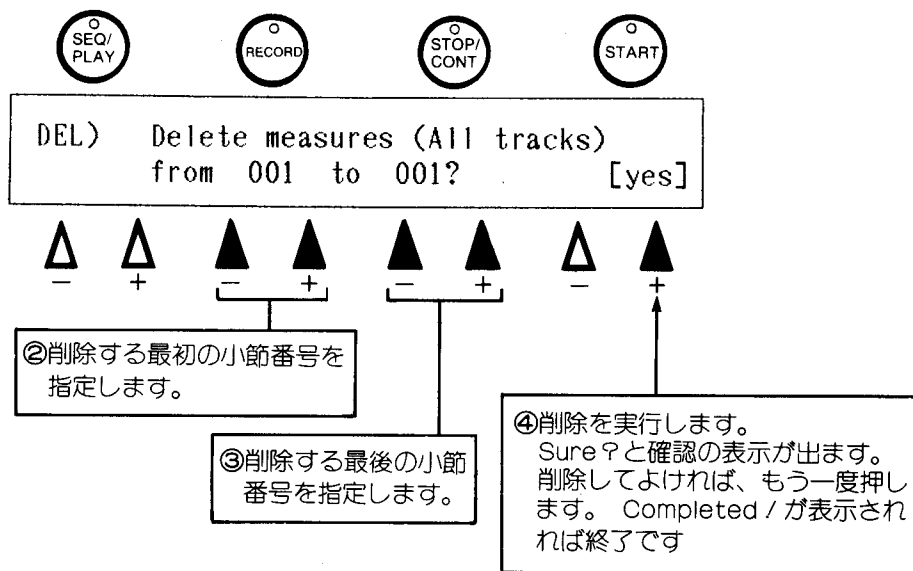 SEQ/
PLAY
RECORD
STOP/
CONT
START
DEL) Delete measures (All tracks)
from 001 to 001? [yes]
− + − + − + − +
②削除する最初の小節番号を
指定します。
③削除する最後の小節
番号を指定します。
④削除を実行します。
Sure?と確認の表示が出ます。
削除してよければ、もう一度押し
ます。 Completed / が表示され
れば終了です